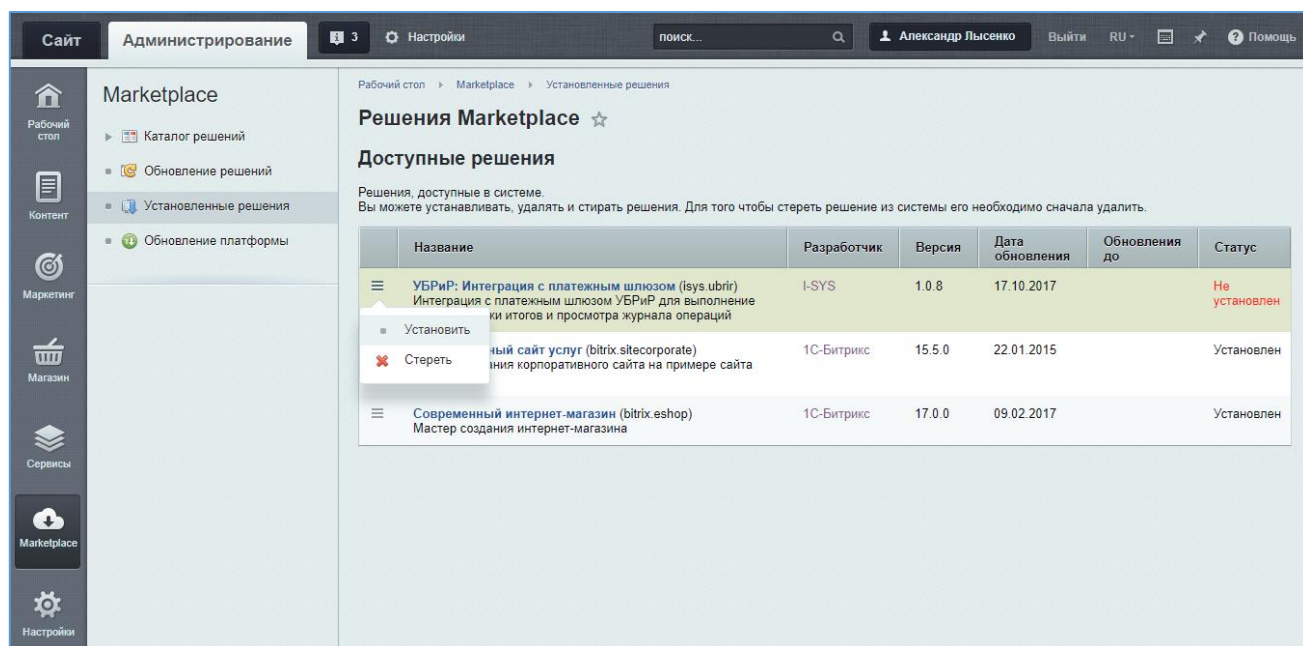 Сайт
Администрирование
3
Настройки
поиск...
Александр Лысенко
Выйти
RU
Помощь
Рабочий
стол
Контент
Маркетинг
Магазин
Сервисы
Marketplace
Настройки
Marketplace
Каталог решений
Обновление решений
Установленные решения
Обновление платформы
Рабочий стол Marketplace Установленные решения
Решения Marketplace
Доступные решения
Решения, доступные в системе.
Вы можете устанавливать, удалять и стирать решения. Для того чтобы стереть решение из системы его необходимо сначала удалить.
Название Разработчик Версия Дата обновления Обновления до Статус
УБРиР: Интеграция с платежным шлюзом (isys.ubrir) I-SYS 1.0.8 17.10.2017 Не установлен
Интеграция с платежным шлюзом УБРиР для выполнение
ки итогов и просмотра журнала операций
Установить
Стереть
ный сайт услуг (bitrix.sitecorporate) 1С-Битрикс 15.5.0 22.01.2015 Установлен
ния корпоративного сайта на примере сайта
Современный интернет-магазин (bitrix.eshop) 1С-Битрикс 17.0.0 09.02.2017 Установлен
Мастер создания интернет-магазина